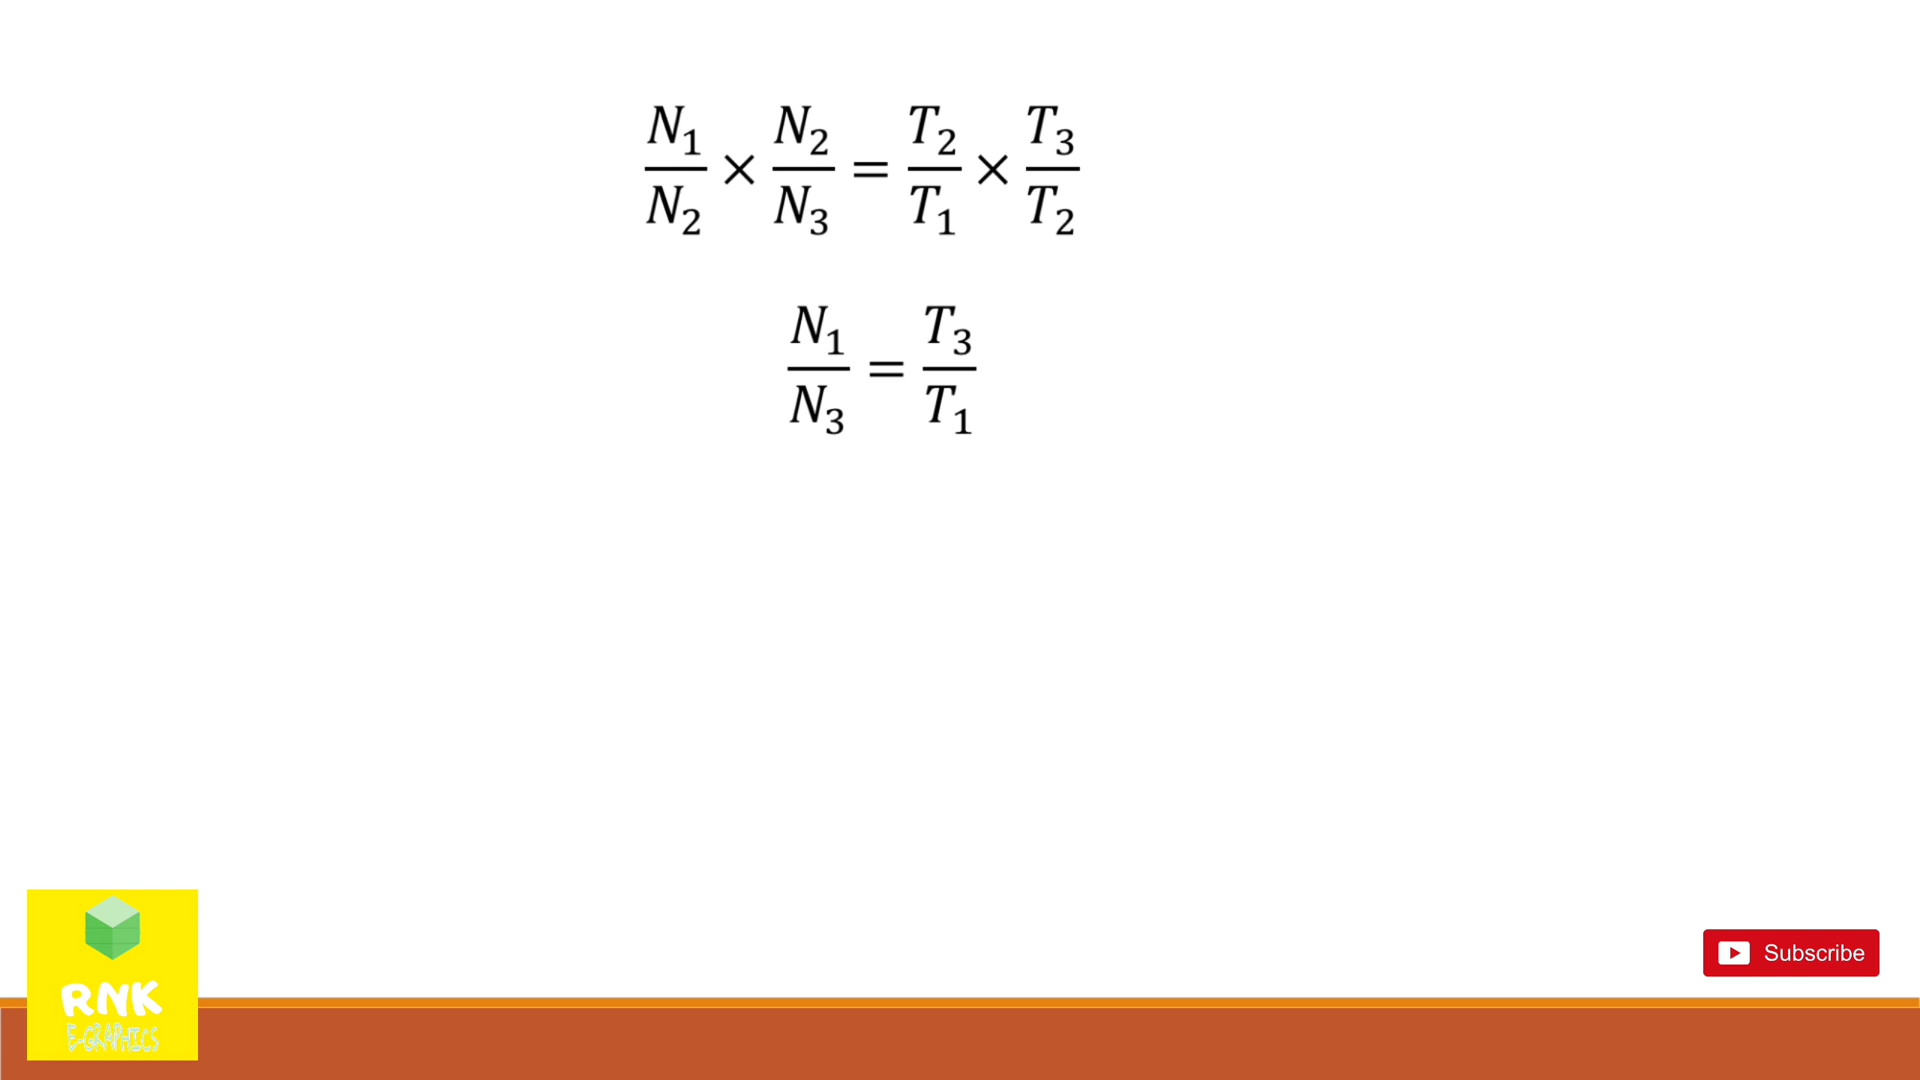 N₁/N₂ × N₂/N₃ = T₂/T₁ × T₃/T₂
N₁/N₃ = T₃/T₁
RNK
E-GRAPHICS
Subscribe